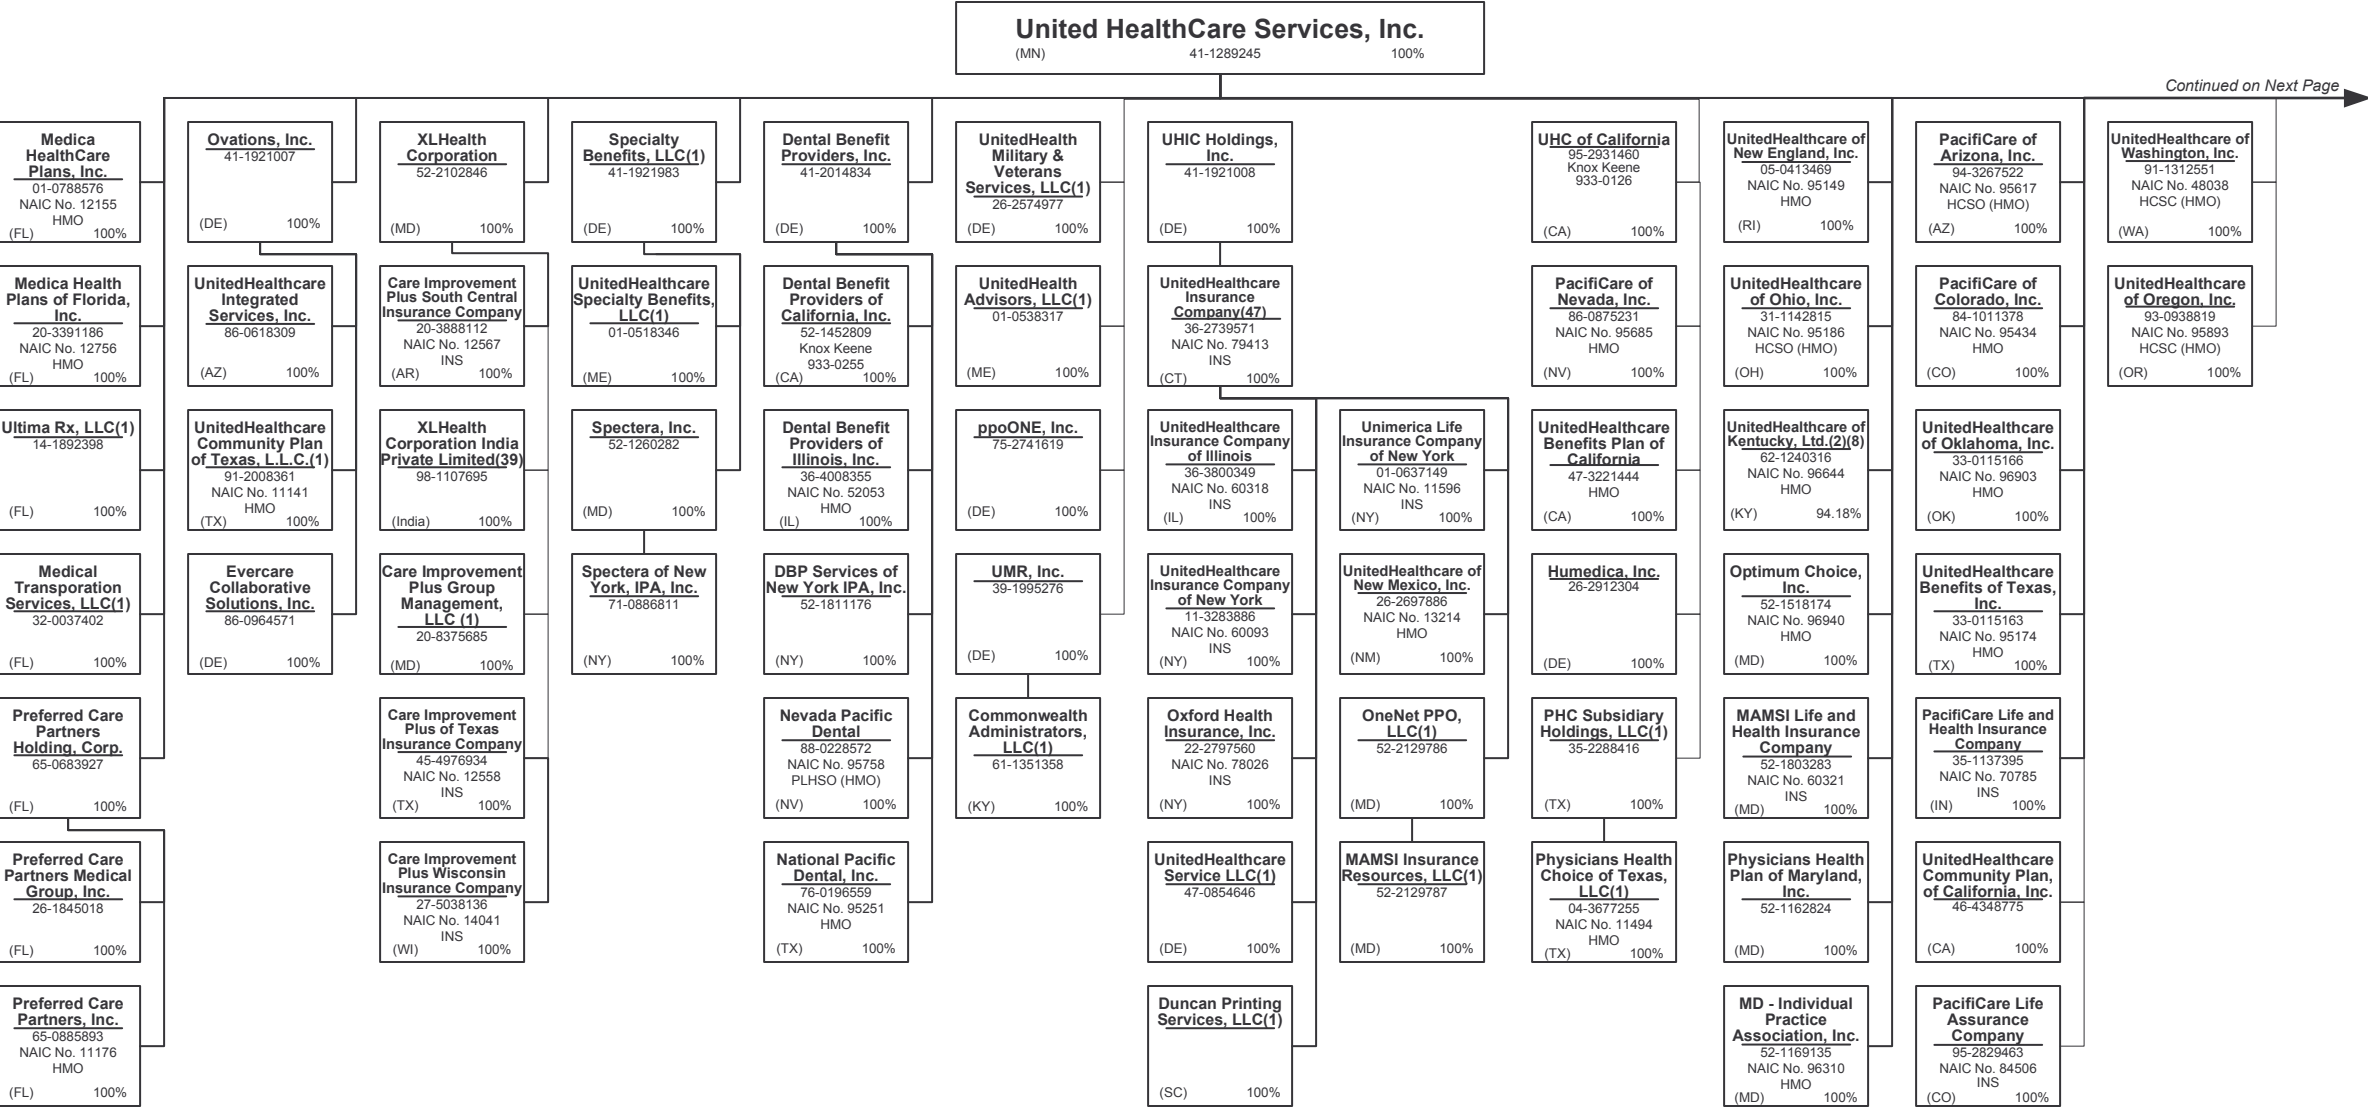 United HealthCare Services, Inc.
(MN) 41-1289245 100%
Continued on Next Page
Medica
HealthCare
Plans, Inc.
01-0788576
NAIC No. 12155
HMO
(FL) 100%
Medica Health
Plans of Florida,
Inc.
20-3391186
NAIC No. 12756
HMO
(FL) 100%
Ultima Rx, LLC(1)
14-1892398
(FL) 100%
Medical
Transporation
Services, LLC(1)
32-0037402
(FL) 100%
Preferred Care
Partners
Holding, Corp.
65-0683927
(FL) 100%
Preferred Care
Partners Medical
Group, Inc.
26-1845018
(FL) 100%
Preferred Care
Partners, Inc.
65-0885893
NAIC No. 11176
HMO
(FL) 100%
Ovations, Inc.
41-1921007
(DE) 100%
UnitedHealthcare
Integrated
Services, Inc.
86-0618309
(AZ) 100%
UnitedHealthcare
Community Plan
of Texas, L.L.C.(1)
91-2008361
NAIC No. 11141
HMO
(TX) 100%
Evercare
Collaborative
Solutions, Inc.
86-0964571
(DE) 100%
XLHealth
Corporation
52-2102846
(MD) 100%
Care Improvement
Plus South Central
Insurance Company
20-3888112
NAIC No. 12567
INS
(AR) 100%
XLHealth
Corporation India
Private Limited(39)
98-1107695
(India) 100%
Care Improvement
Plus Group
Management,
LLC (1)
20-8375685
(MD) 100%
Care Improvement
Plus of Texas
Insurance Company
45-4976934
NAIC No. 12558
INS
(TX) 100%
Care Improvement
Plus Wisconsin
Insurance Company
27-5038136
NAIC No. 14041
INS
(WI) 100%
Specialty
Benefits, LLC(1)
41-1921983
(DE) 100%
UnitedHealthcare
Specialty Benefits,
LLC(1)
01-0518346
(ME) 100%
Spectera, Inc.
52-1260282
(MD) 100%
Spectera of New
York, IPA, Inc.
71-0886811
(NY) 100%
Dental Benefit
Providers, Inc.
41-2014834
(DE) 100%
Dental Benefit
Providers of
California, Inc.
52-1452809
Knox Keene
933-0255
(CA) 100%
Dental Benefit
Providers of
Illinois, Inc.
36-4008355
NAIC No. 52053
HMO
(IL) 100%
DBP Services of
New York IPA, Inc.
52-1811176
(NY) 100%
Nevada Pacific
Dental
88-0228572
NAIC No. 95758
PLHSO (HMO)
(NV) 100%
National Pacific
Dental, Inc.
76-0196559
NAIC No. 95251
HMO
(TX) 100%
UnitedHealth
Military &
Veterans
Services, LLC(1)
26-2574977
(DE) 100%
UnitedHealth
Advisors, LLC(1)
01-0538317
(ME) 100%
ppoONE, Inc.
75-2741619
(DE) 100%
UMR, Inc.
39-1995276
(DE) 100%
Commonwealth
Administrators,
LLC(1)
61-1351358
(KY) 100%
UHIC Holdings,
Inc.
41-1921008
(DE) 100%
UnitedHealthcare
Insurance
Company(47)
36-2739571
NAIC No. 79413
INS
(CT) 100%
UnitedHealthcare
Insurance Company
of Illinois
36-3800349
NAIC No. 60318
INS
(IL) 100%
UnitedHealthcare
Insurance Company
of New York
11-3283886
NAIC No. 60093
INS
(NY) 100%
Oxford Health
Insurance, Inc.
22-2797560
NAIC No. 78026
INS
(NY) 100%
UnitedHealthcare
Service LLC(1)
47-0854646
(DE) 100%
Duncan Printing
Services, LLC(1)
(SC) 100%
Unimerica Life
Insurance Company
of New York
01-0637149
NAIC No. 11596
INS
(NY) 100%
UnitedHealthcare of
New Mexico, Inc.
26-2697886
NAIC No. 13214
HMO
(NM) 100%
OneNet PPO,
LLC(1)
52-2129786
(MD) 100%
MAMSI Insurance
Resources, LLC(1)
52-2129787
(MD) 100%
UHC of California
95-2931460
Knox Keene
933-0126
(CA) 100%
PacifiCare of
Nevada, Inc.
86-0875231
NAIC No. 95685
HMO
(NV) 100%
UnitedHealthcare
Benefits Plan of
California
47-3221444
HMO
(CA) 100%
Humedica, Inc.
26-2912304
(DE) 100%
PHC Subsidiary
Holdings, LLC(1)
35-2288416
(TX) 100%
Physicians Health
Choice of Texas,
LLC(1)
04-3677255
NAIC No. 11494
HMO
(TX) 100%
UnitedHealthcare of
New England, Inc.
05-0413469
NAIC No. 95149
HMO
(RI) 100%
UnitedHealthcare
of Ohio, Inc.
31-1142815
NAIC No. 95186
HCSO (HMO)
(OH) 100%
UnitedHealthcare of
Kentucky, Ltd.(2)(8)
62-1240316
NAIC No. 96644
HMO
(KY) 94.18%
Optimum Choice,
Inc.
52-1518174
NAIC No. 96940
HMO
(MD) 100%
MAMSI Life and
Health Insurance
Company
52-1803283
NAIC No. 60321
INS
(MD) 100%
Physicians Health
Plan of Maryland,
Inc.
52-1162824
(MD) 100%
MD - Individual
Practice
Association, Inc.
52-1169135
NAIC No. 96310
HMO
(MD) 100%
PacifiCare of
Arizona, Inc.
94-3267522
NAIC No. 95617
HCSO (HMO)
(AZ) 100%
PacifiCare of
Colorado, Inc.
84-1011378
NAIC No. 95434
HMO
(CO) 100%
UnitedHealthcare
of Oklahoma, Inc.
33-0115166
NAIC No. 96903
HMO
(OK) 100%
UnitedHealthcare
Benefits of Texas,
Inc.
33-0115163
NAIC No. 95174
HMO
(TX) 100%
PacifiCare Life and
Health Insurance
Company
35-1137395
NAIC No. 70785
INS
(IN) 100%
UnitedHealthcare
Community Plan,
of California, Inc.
46-4348775
(CA) 100%
PacifiCare Life
Assurance
Company
95-2829463
NAIC No. 84506
INS
(CO) 100%
UnitedHealthcare of
Washington, Inc.
91-1312551
NAIC No. 48038
HCSC (HMO)
(WA) 100%
UnitedHealthcare
of Oregon, Inc.
93-0938819
NAIC No. 95893
HCSC (HMO)
(OR) 100%